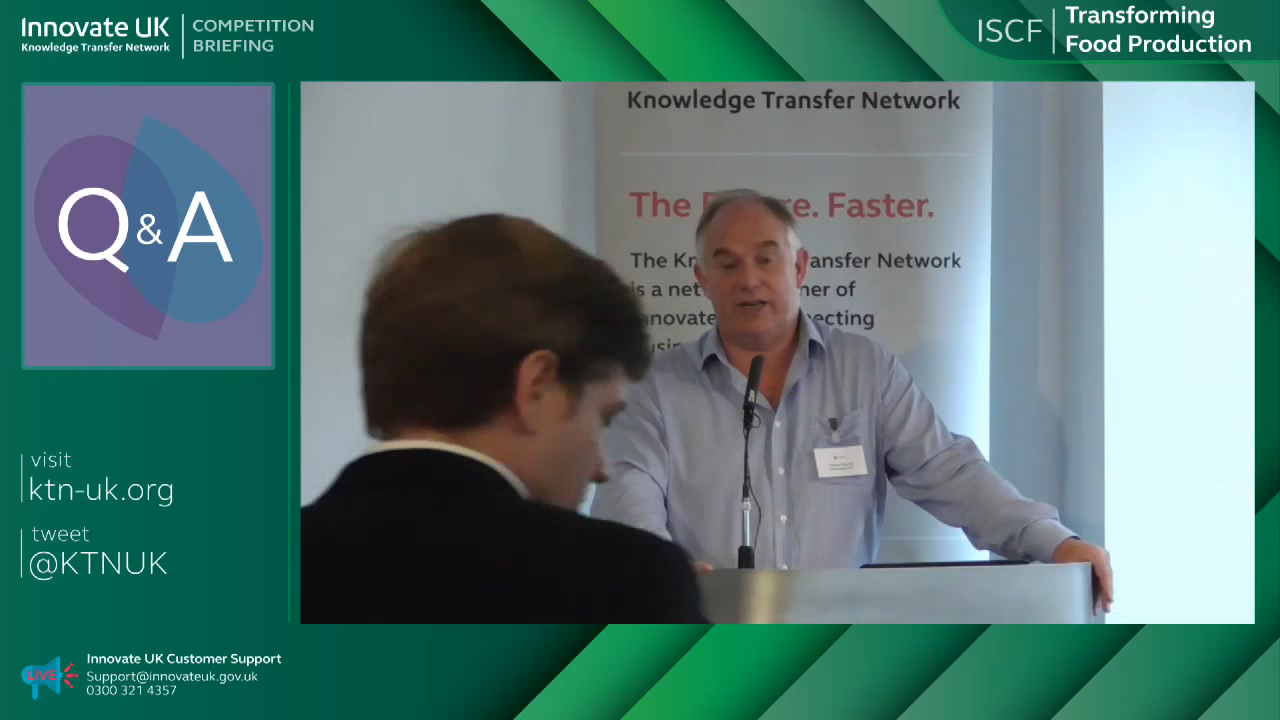 Innovate UK
Knowledge Transfer Network
COMPETITION
BRIEFING
ISCF
Transforming
Food Production
Q&A
Knowledge Transfer Network
The F re. Faster.
The Kn ansfer Network
is a net ner of
nnovate ecting
usin
visit
ktn-uk.org
tweet
@KTNUK
LIVE
Innovate UK Customer Support
Support@innovateuk.gov.uk
0300 321 4357